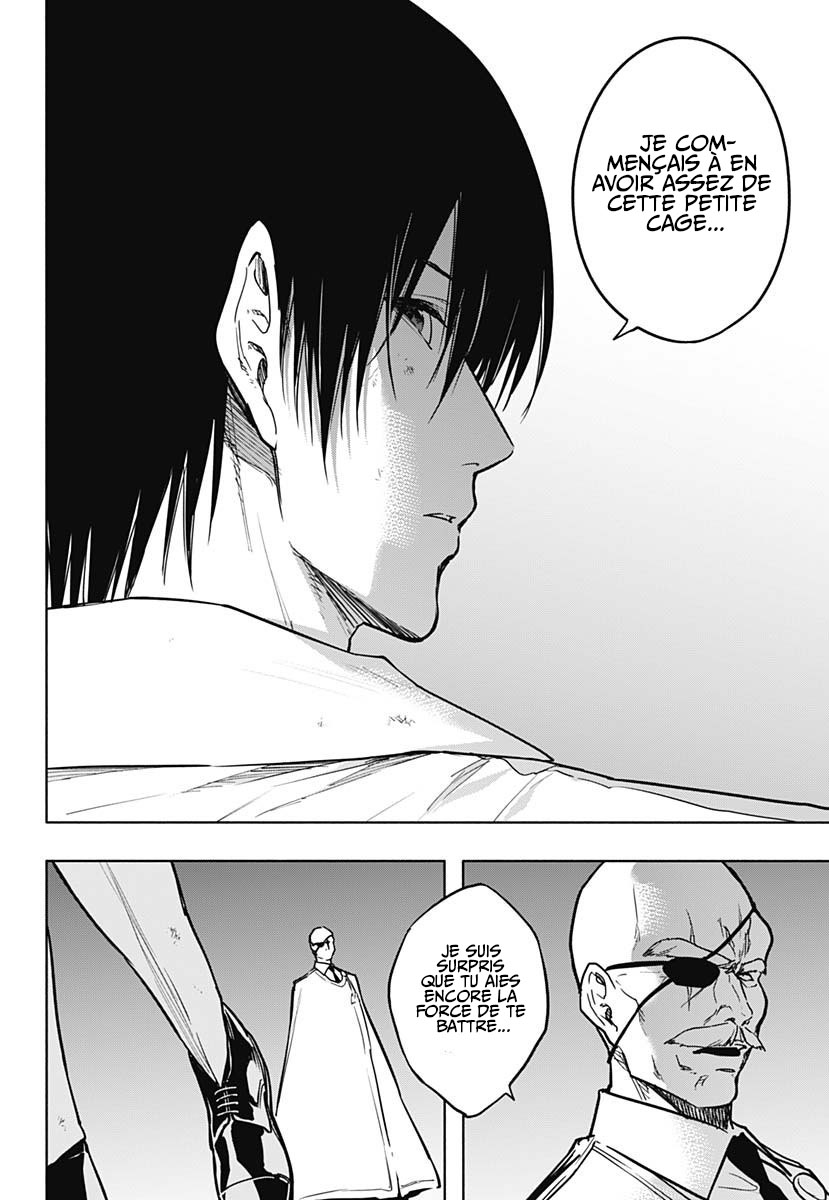 JE COM-
MENÇAIS À EN
AVOIR ASSEZ DE
CETTE PETITE
CAGE...
JE SUIS
SURPRIS
QUE TU AIES
ENCORE LA
FORCE DE TE
BATTRE...